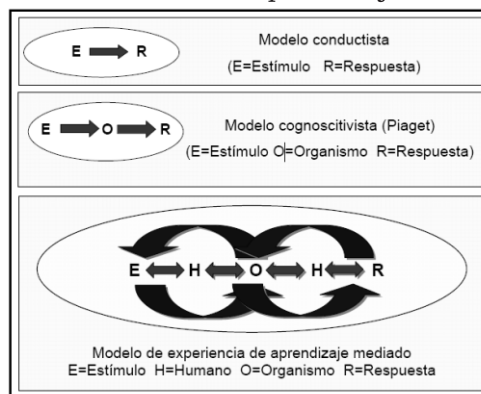 E R
Modelo conductista
(E=Estímulo R=Respuesta)
E O R
Modelo cognoscitivista (Piaget)
(E=Estímulo O=Organismo R=Respuesta)
E H O H R
Modelo de experiencia de aprendizaje mediado
E=Estímulo H=Humano O=Organismo R=Respuesta